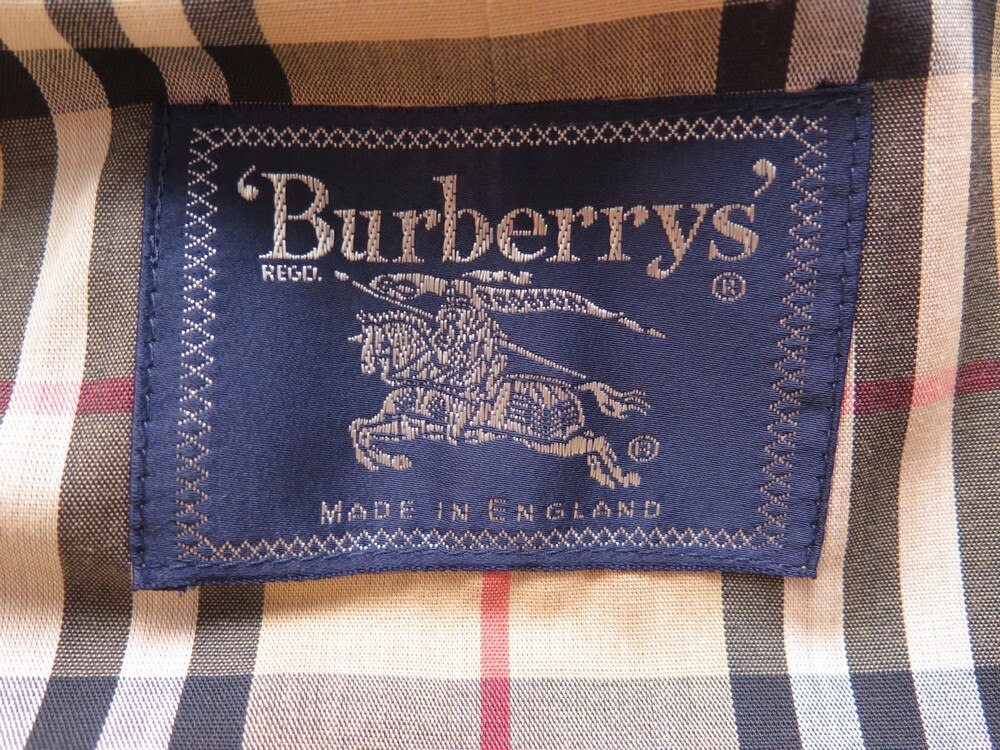 ‘Burberrys’
REGD. ®
®
MADE IN ENGLAND